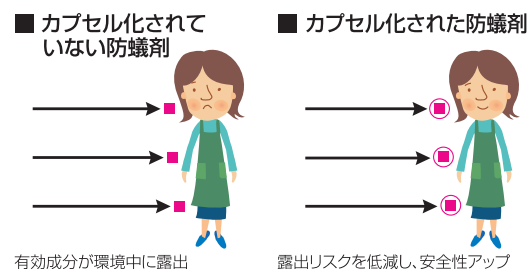 ■ カプセル化されて
いない防蟻剤
■ カプセル化された防蟻剤
有効成分が環境中に露出
露出リスクを低減し、安全性アップ